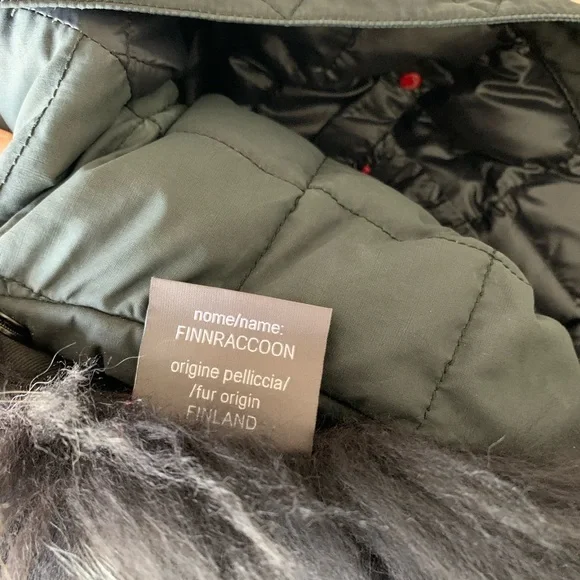 nome/name:
FINNRACCOON
origine pelliccia/
/fur origin
FINLAND